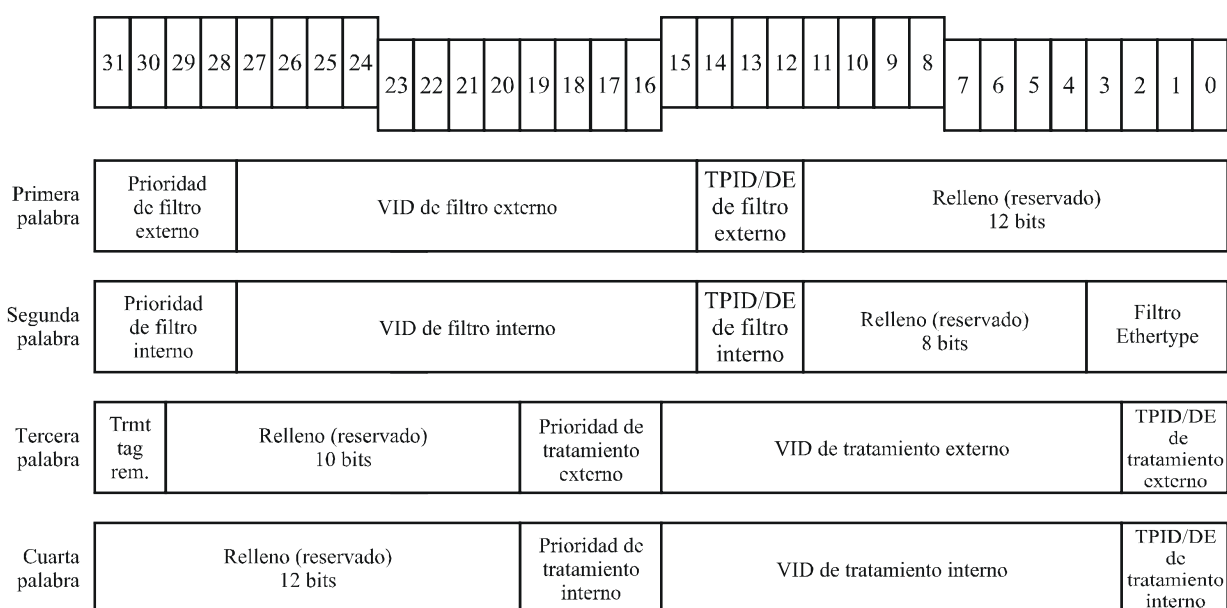 31 30 29 28 27 26 25 24 23 22 21 20 19 18 17 16 15 14 13 12 11 10 9 8 7 6 5 4 3 2 1 0
Primera
palabra
Prioridad
de filtro
externo
VID de filtro externo
TPID/DE
de filtro
externo
Relleno (reservado)
12 bits
Segunda
palabra
Prioridad
de filtro
interno
VID de filtro interno
TPID/DE
de filtro
interno
Relleno (reservado)
8 bits
Filtro
Ethertype
Tercera
palabra
Trmt
tag
rem.
Relleno (reservado)
10 bits
Prioridad de
tratamiento
externo
VID de tratamiento externo
TPID/DE
de
tratamiento
externo
Cuarta
palabra
Relleno (reservado)
12 bits
Prioridad de
tratamiento
interno
VID de tratamiento interno
TPID/DE
de
tratamiento
interno